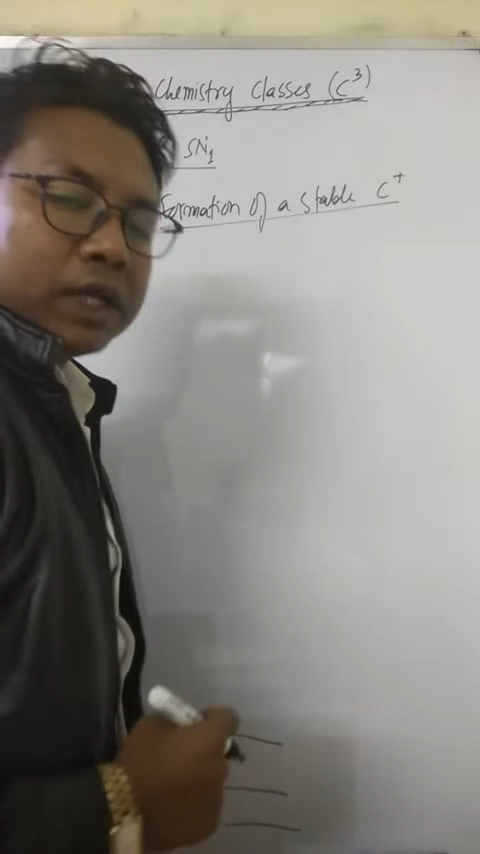 Chemistry Classes (C³)
SN₁
Formation of a stable C⁺